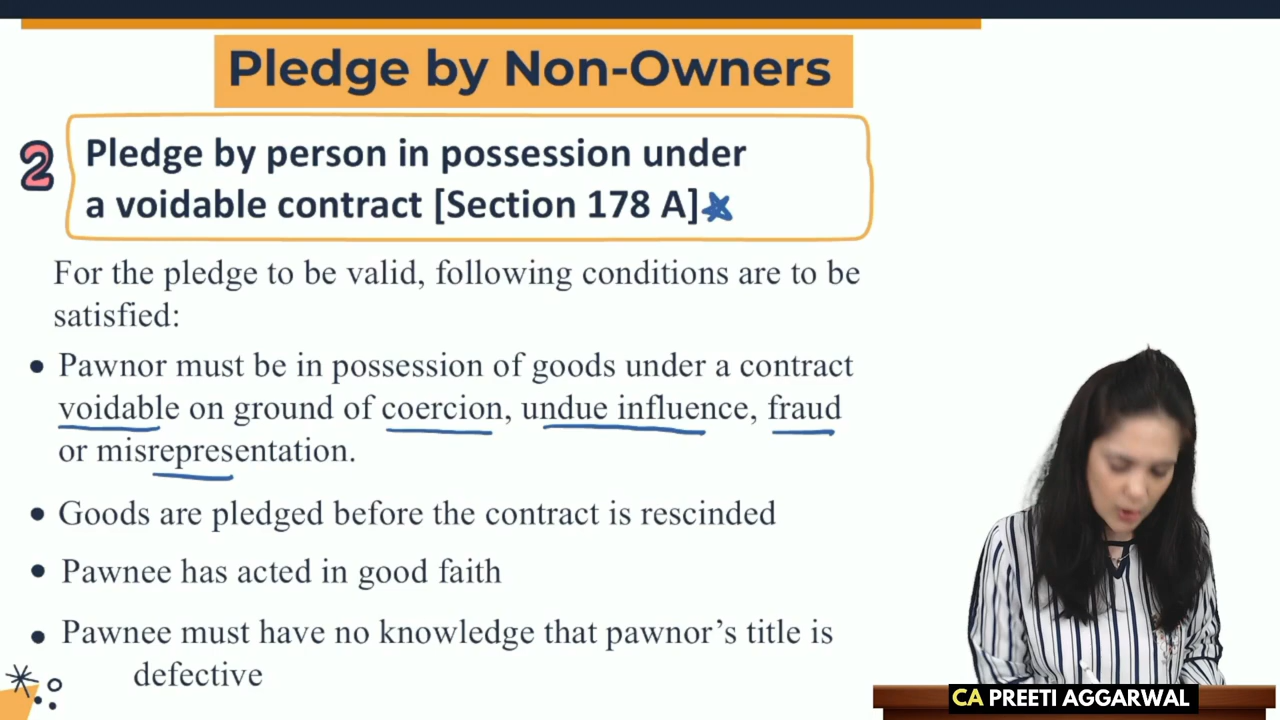 Pledge by Non-Owners
2
Pledge by person in possession under
a voidable contract [Section 178 A]
For the pledge to be valid, following conditions are to be
satisfied:
• Pawnor must be in possession of goods under a contract
voidable on ground of coercion, undue influence, fraud
or misrepresentation.
• Goods are pledged before the contract is rescinded
• Pawnee has acted in good faith
• Pawnee must have no knowledge that pawnor’s title is
defective
CA PREETI AGGARWAL